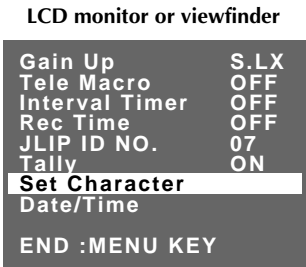 LCD monitor or viewfinder
Gain Up S.LX
Tele Macro OFF
Interval Timer OFF
Rec Time OFF
JLIP ID NO. 07
Tally ON
Set Character
Date/Time
END :MENU KEY